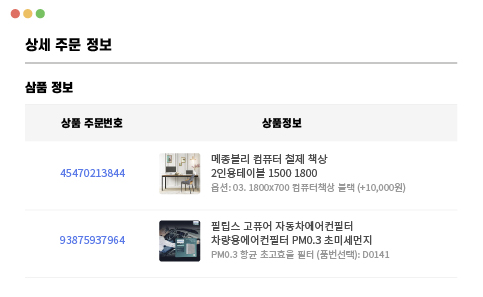 상세 주문 정보
삼품 정보
상품 주문번호
상품정보
45470213844
메종블리 컴퓨터 철제 책상
2인용테이블 1500 1800
옵션: 03. 1800x700 컴퓨터책상 블랙 (+10,000원)
93875937964
필립스 고퓨어 자동차에어컨필터
차량용에어컨필터 PM0.3 초미세먼지
PM0.3 항균 초고효율 필터 (품번선택): D0141